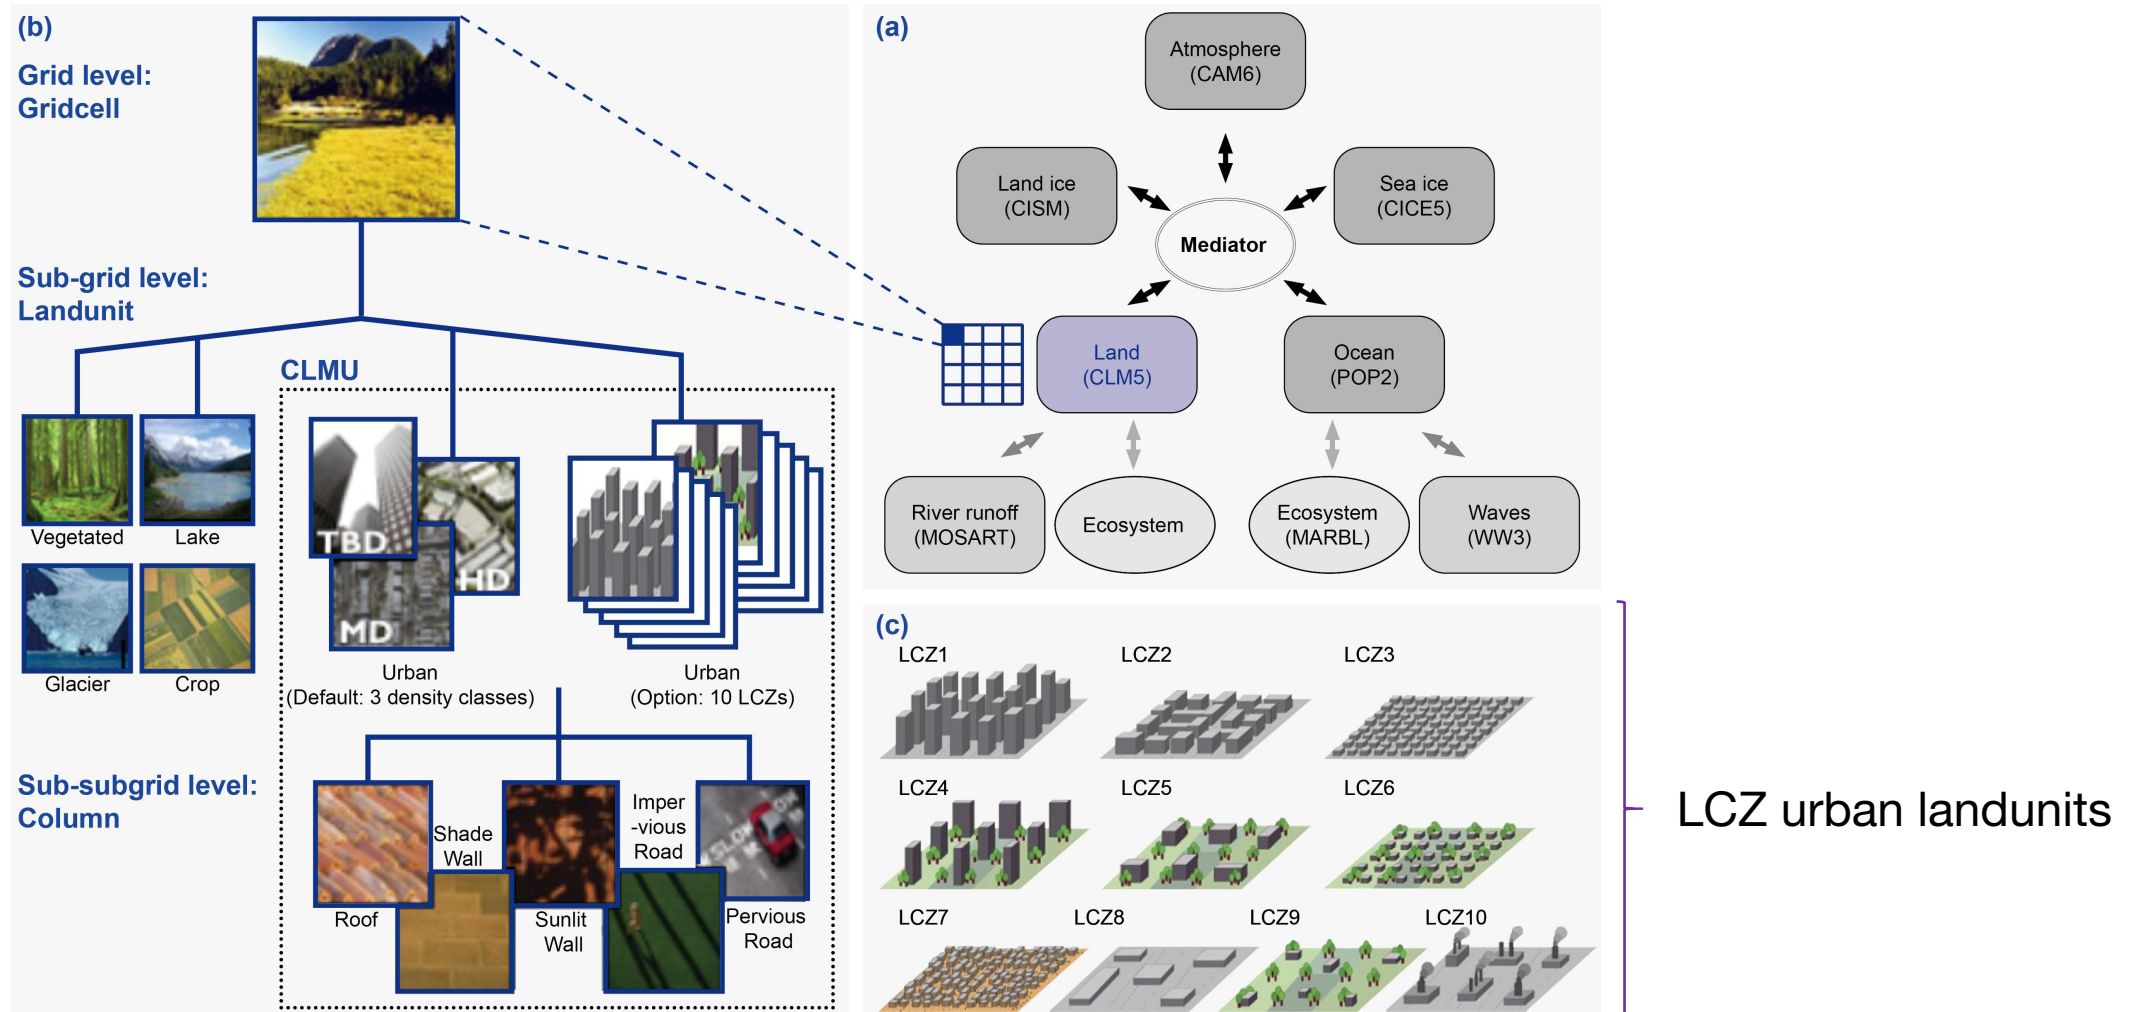 (b)
Grid level:
Gridcell
Sub-grid level:
Landunit
CLMU
TBD
HD
MD
Vegetated
Lake
Glacier
Crop
Urban
(Default: 3 density classes)
Urban
(Option: 10 LCZs)
Sub-subgrid level:
Column
Roof
Shade
Wall
Sunlit
Wall
Imper
-vious
Road
SLOW
Pervious
Road
(a)
Atmosphere
(CAM6)
Land ice
(CISM)
Sea ice
(CICE5)
Mediator
Land
(CLM5)
Ocean
(POP2)
River runoff
(MOSART)
Ecosystem
Ecosystem
(MARBL)
Waves
(WW3)
(c)
LCZ1
LCZ2
LCZ3
LCZ4
LCZ5
LCZ6
LCZ7
LCZ8
LCZ9
LCZ10
LCZ urban landunits